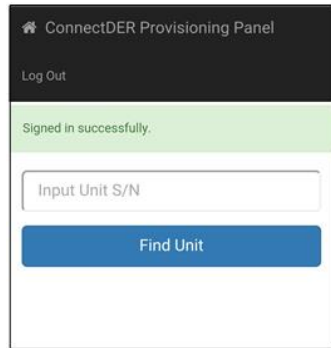 ConnectDER Provisioning Panel
Log Out
Signed in successfully.
Input Unit S/N
Find Unit